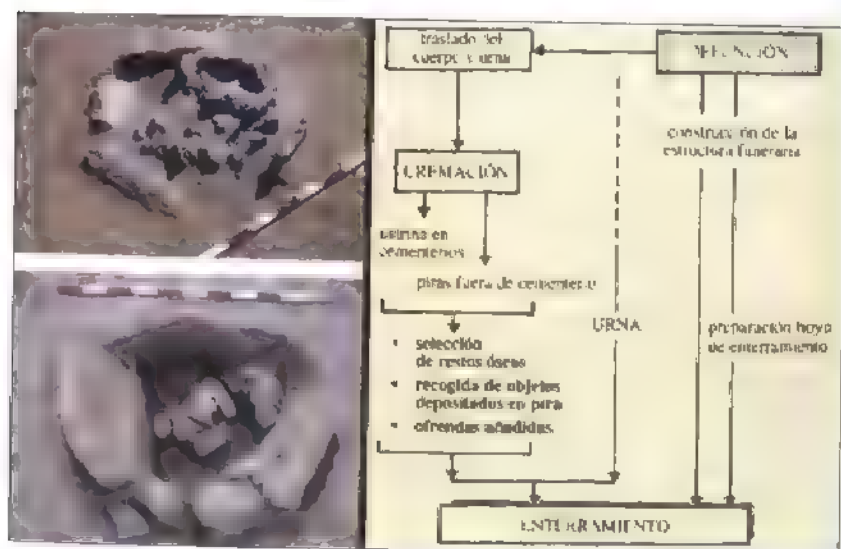 traslado del
cuerpo y urna
DEFUNCIÓN
construcción de la
estructura funeraria
CREMACIÓN
ustrina en
cementerios
piras fuera de cementerio
URNA
preparación hoyo
de enterramiento
• selección
de restos óseos
• recogida de objetos
depositados en pira
• ofrendas añadidas
ENTERRAMIENTO